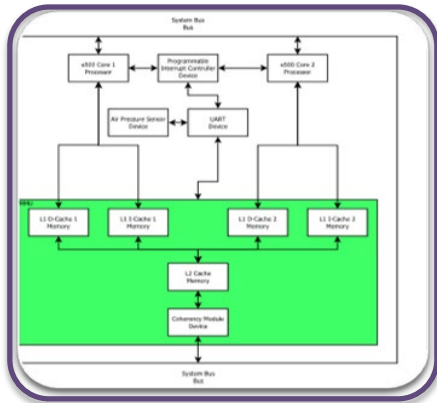 System Bus
Bus
e500 Core 1
Processor
Programmable
Interrupt Controller
Device
e500 Core 2
Processor
Air Pressure Sensor
Device
UART
Device
MMU
L1 D-Cache 1
Memory
L1 I-Cache 1
Memory
L1 D-Cache 2
Memory
L1 I-Cache 2
Memory
L2 Cache
Memory
Coherency Module
Device
System Bus
Bus